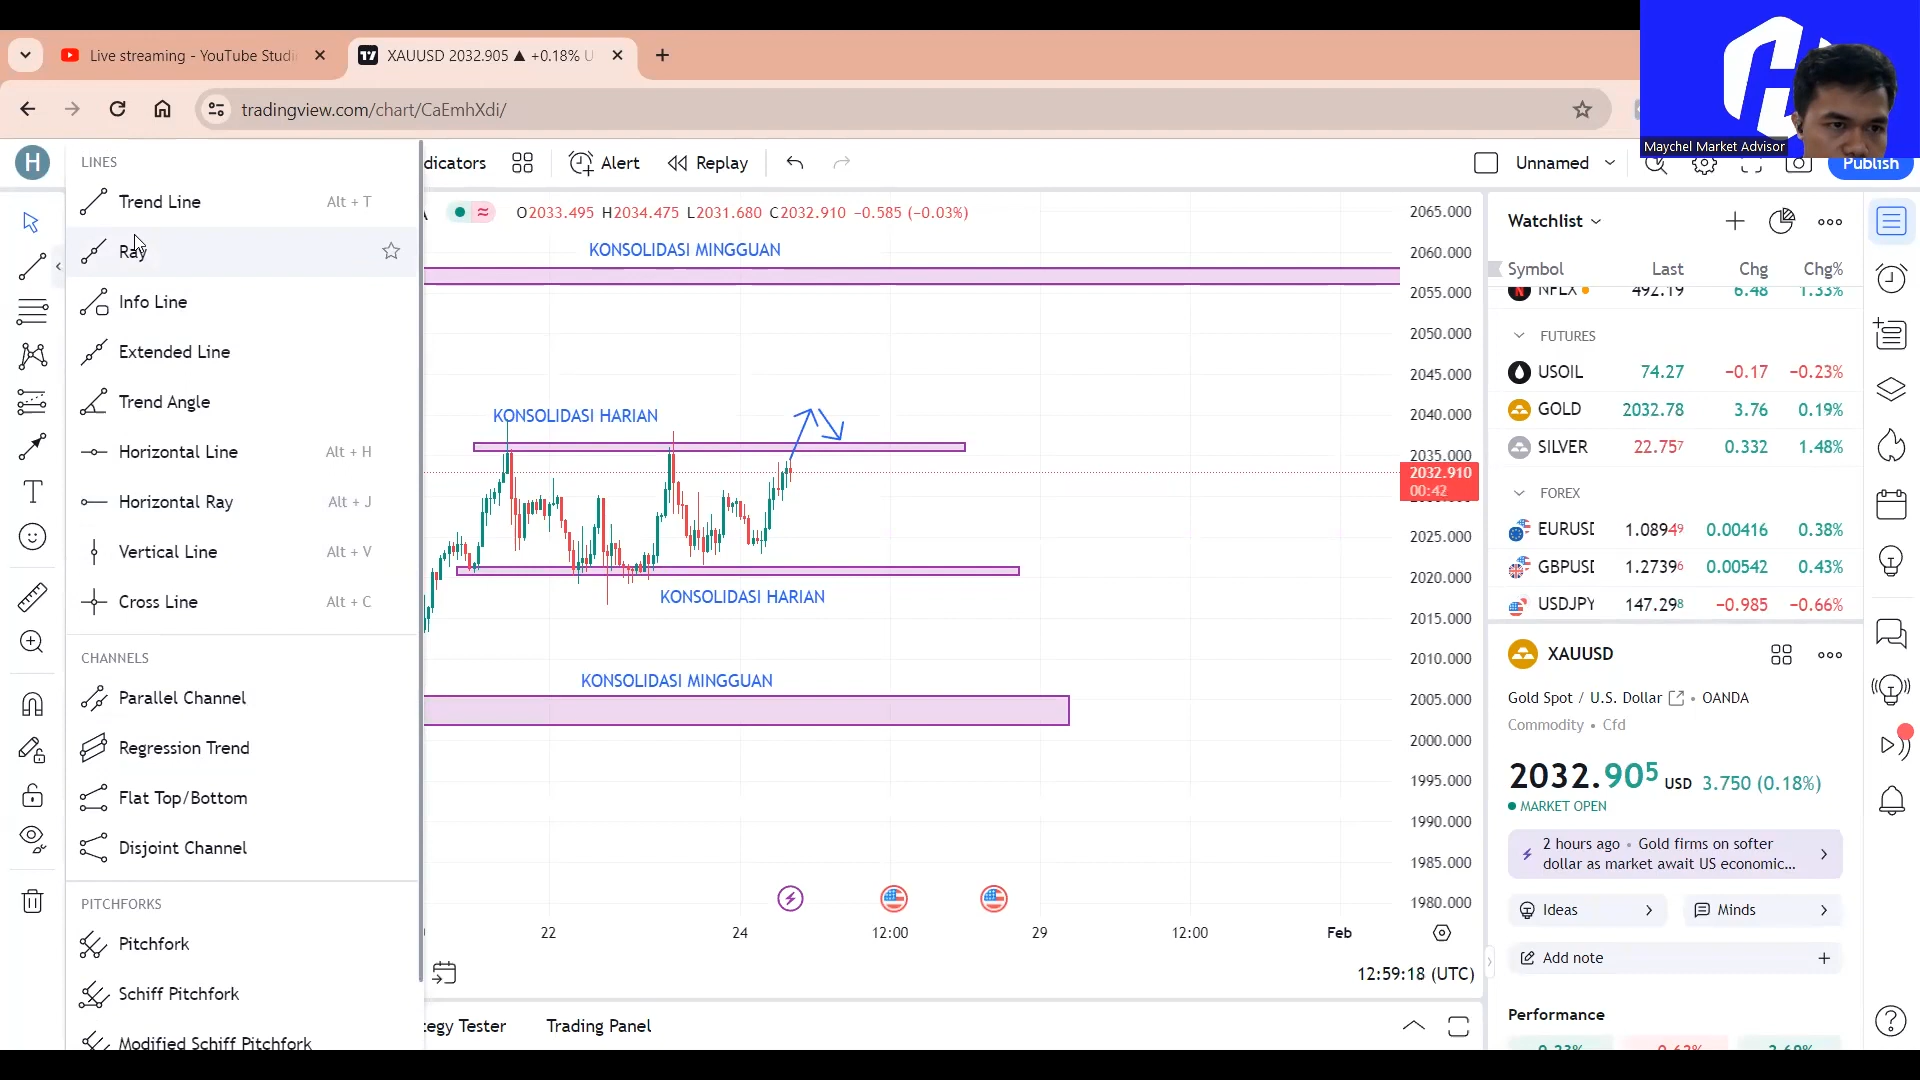 Live streaming - YouTube Studi
XAUUSD 2032.905 ▲ +0.18% U
tradingview.com/chart/CaEmhXdi/
Maychel Market Advisor
H
dicators
Alert
Replay
Unnamed
Publish
LINES
Trend Line Alt + T
Ray
Info Line
Extended Line
Trend Angle
Horizontal Line Alt + H
Horizontal Ray Alt + J
Vertical Line Alt + V
Cross Line Alt + C
CHANNELS
Parallel Channel
Regression Trend
Flat Top/Bottom
Disjoint Channel
PITCHFORKS
Pitchfork
Schiff Pitchfork
Modified Schiff Pitchfork
O2033.495 H2034.475 L2031.680 C2032.910 −0.585 (−0.03%)
KONSOLIDASI MINGGUAN
KONSOLIDASI HARIAN
KONSOLIDASI HARIAN
KONSOLIDASI MINGGUAN
2065.000
2060.000
2055.000
2050.000
2045.000
2040.000
2035.000
2032.910
00:42
2025.000
2020.000
2015.000
2010.000
2005.000
2000.000
1995.000
1990.000
1985.000
1980.000
22 24 12:00 29 12:00 Feb
12:59:18 (UTC)
tegy Tester
Trading Panel
Watchlist
Symbol Last Chg Chg%
NFLX 492.19 6.48 1.33%
FUTURES
USOIL 74.27 −0.17 −0.23%
GOLD 2032.78 3.76 0.19%
SILVER 22.757 0.332 1.48%
FOREX
EURUSD 1.08949 0.00416 0.38%
GBPUSD 1.27396 0.00542 0.43%
USDJPY 147.298 −0.985 −0.66%
XAUUSD
Gold Spot / U.S. Dollar • OANDA
Commodity • Cfd
2032.905 USD 3.750 (0.18%)
MARKET OPEN
2 hours ago • Gold firms on softer
dollar as market await US economic...
Ideas
Minds
Add note
Performance